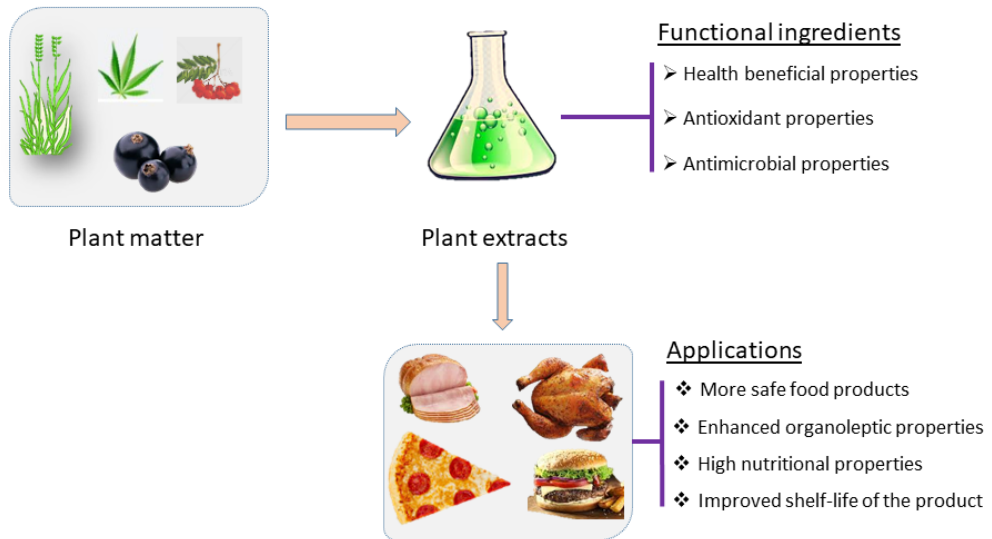 Functional ingredients
Health beneficial properties
Antioxidant properties
Antimicrobial properties
Plant matter
Plant extracts
Applications
More safe food products
Enhanced organoleptic properties
High nutritional properties
Improved shelf-life of the product